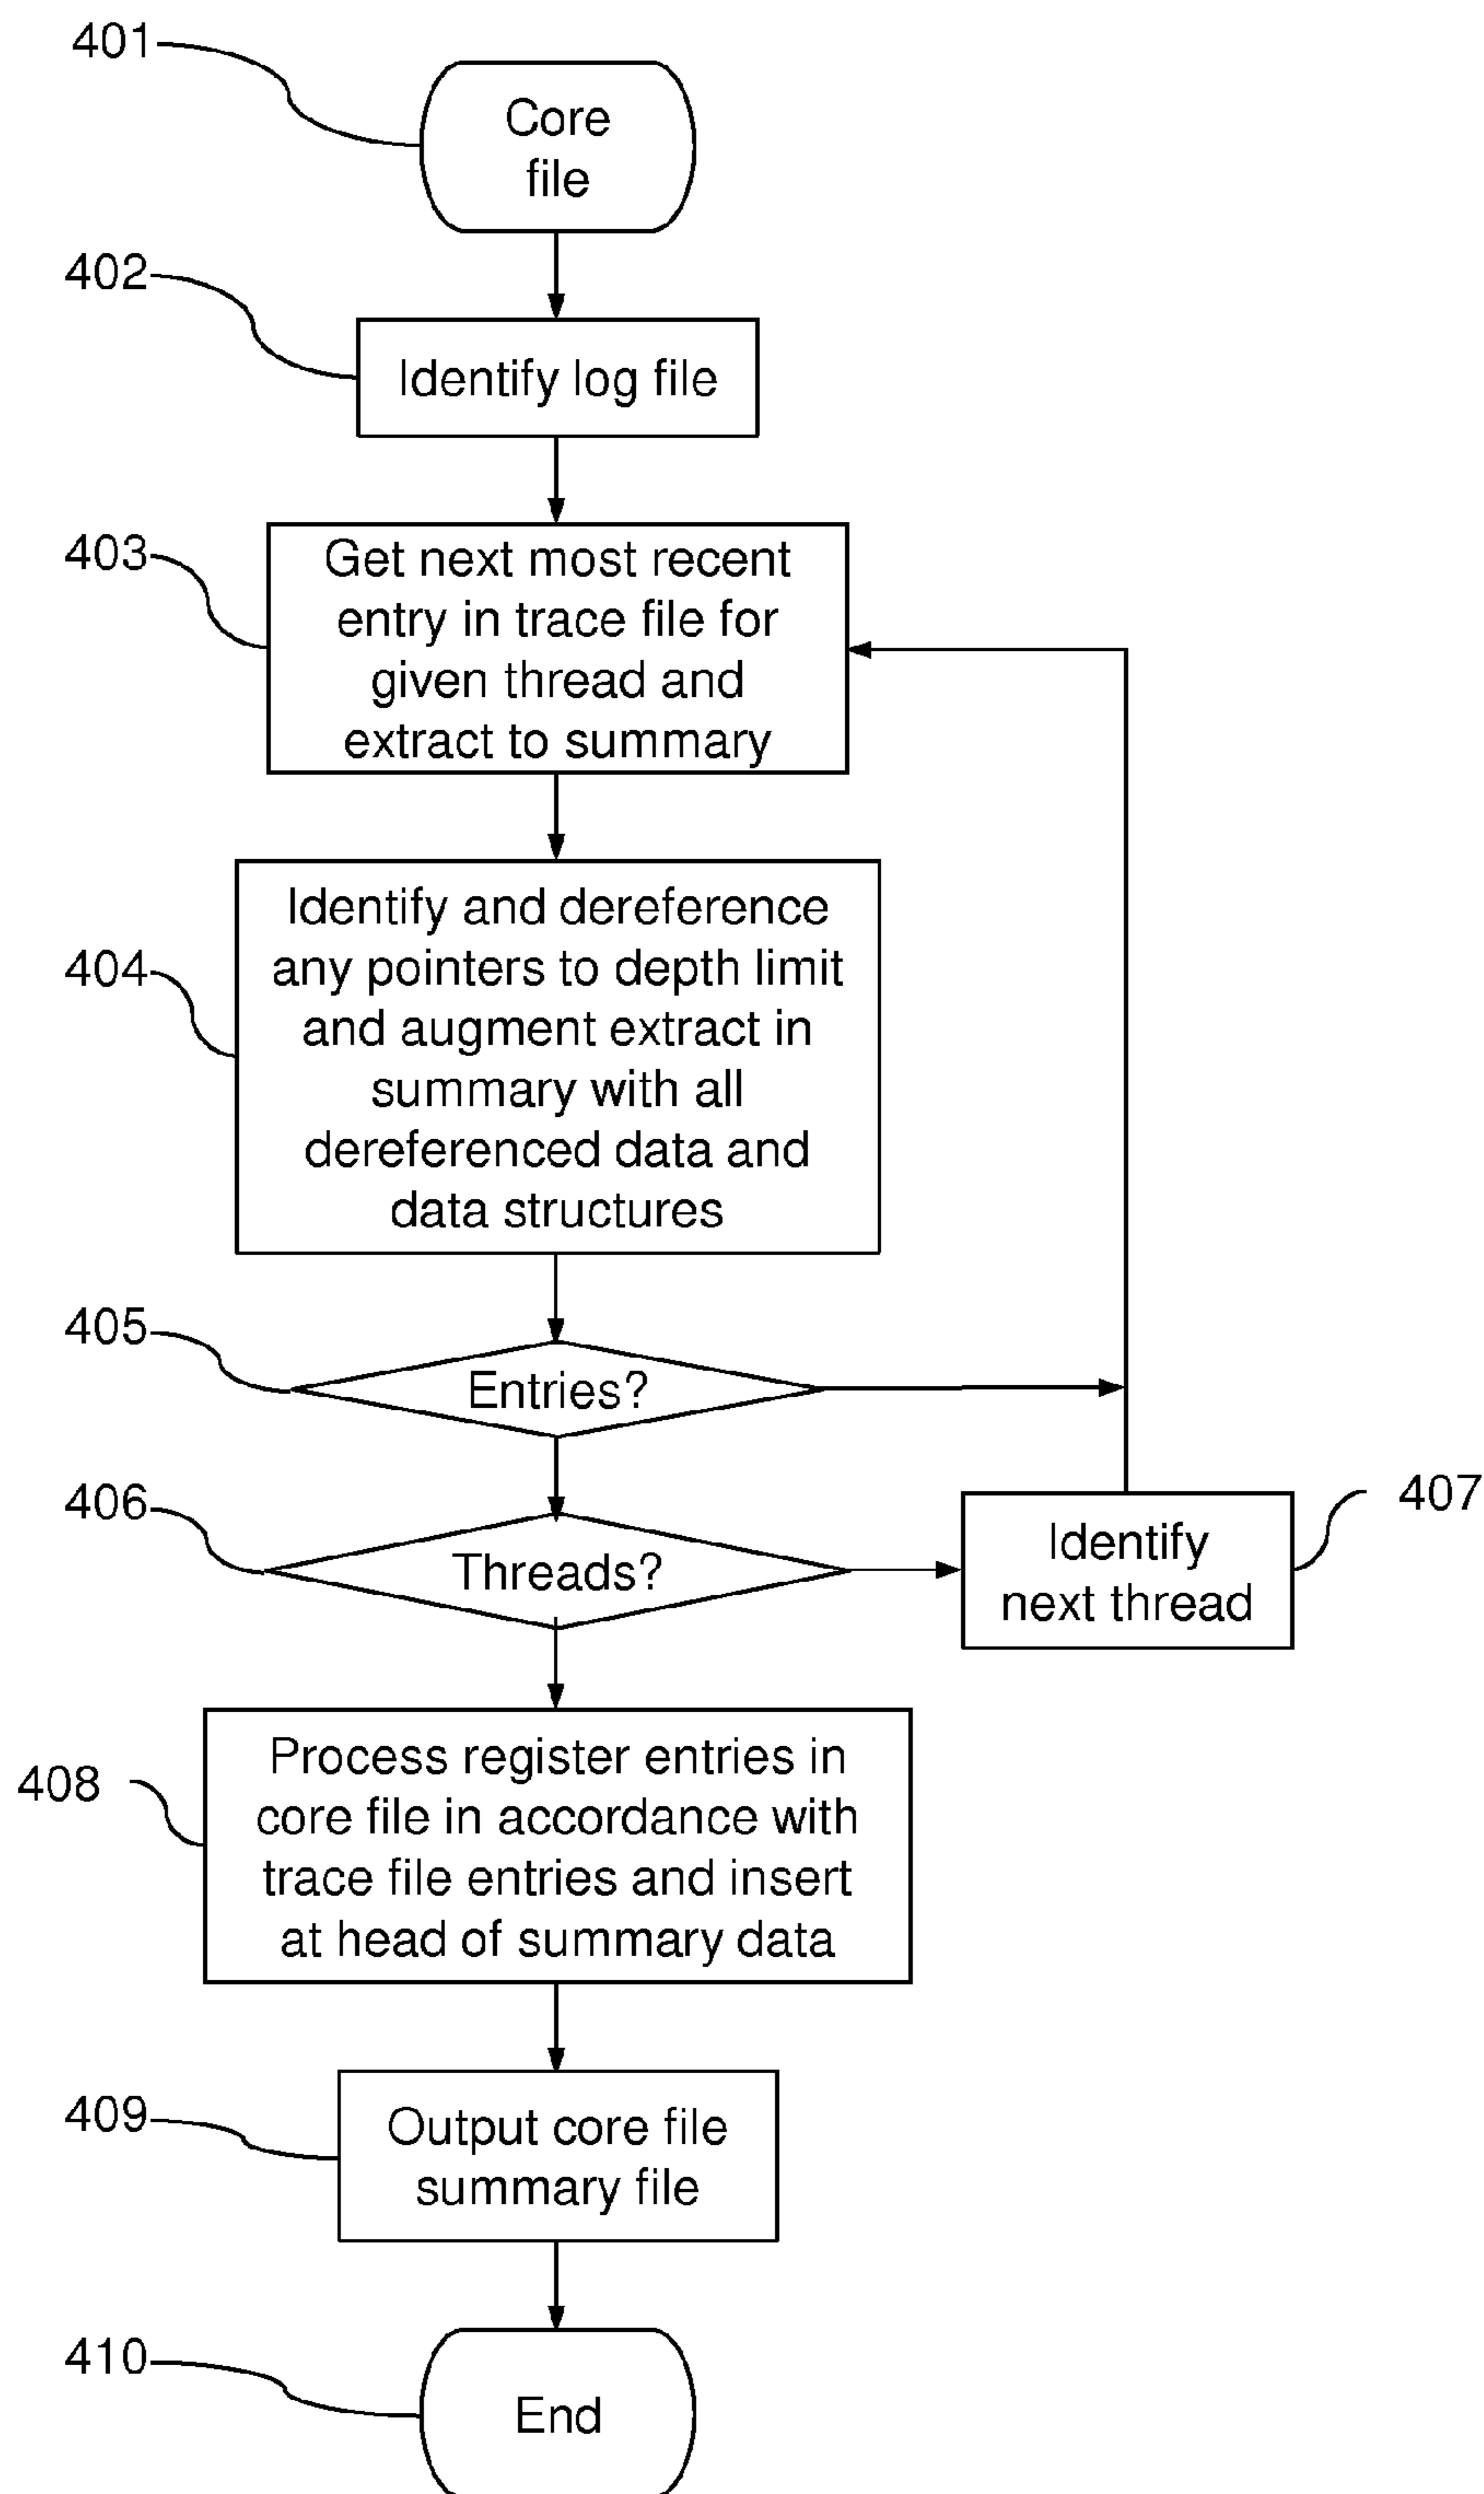 401
Core
file
402
Identify log file
403
Get next most recent
entry in trace file for
given thread and
extract to summary
404
Identify and dereference
any pointers to depth limit
and augment extract in
summary with all
dereferenced data and
data structures
405
Entries?
406
Threads?
407
Identify
next thread
408
Process register entries in
core file in accordance with
trace file entries and insert
at head of summary data
409
Output core file
summary file
410
End